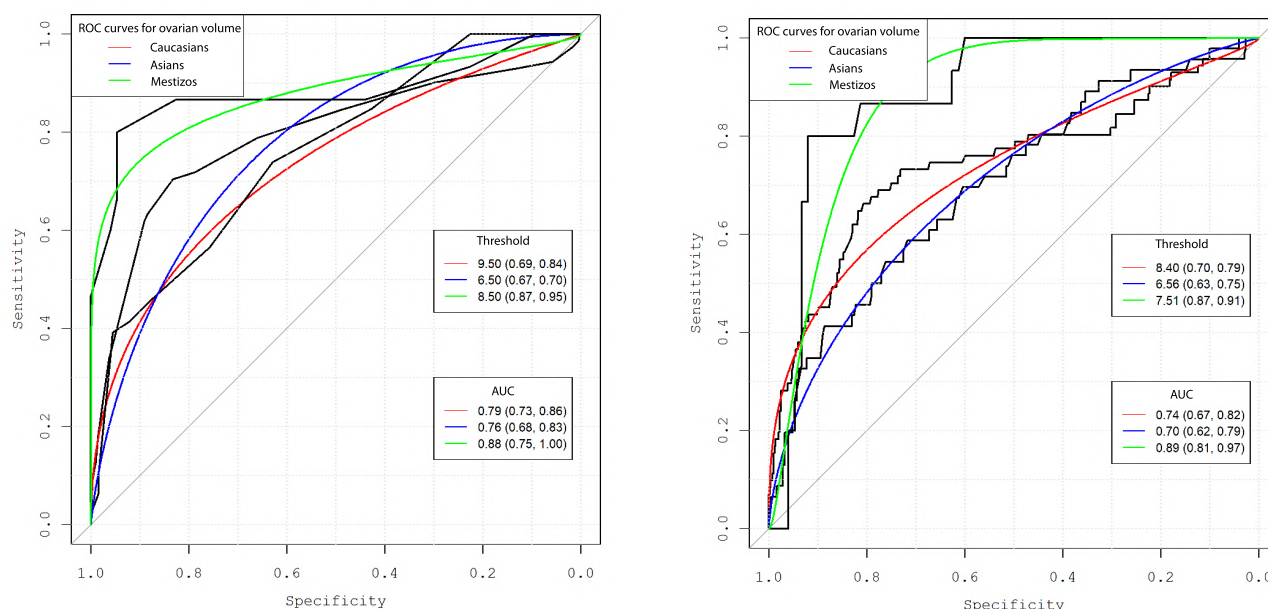 ROC curves for ovarian volume
Caucasians
Asians
Mestizos
Sensitivity
1.0
0.8
0.6
0.4
0.2
0.0
Threshold
9.50 (0.69, 0.84)
6.50 (0.67, 0.70)
8.50 (0.87, 0.95)
AUC
0.79 (0.73, 0.86)
0.76 (0.68, 0.83)
0.88 (0.75, 1.00)
1.0 0.8 0.6 0.4 0.2 0.0
Specificity
ROC curves for ovarian volume
Caucasians
Asians
Mestizos
Sensitivity
1.0
0.8
0.6
0.4
0.2
0.0
Threshold
8.40 (0.70, 0.79)
6.56 (0.63, 0.75)
7.51 (0.87, 0.91)
AUC
0.74 (0.67, 0.82)
0.70 (0.62, 0.79)
0.89 (0.81, 0.97)
1.0 0.8 0.6 0.4 0.2 0.0
Specificity